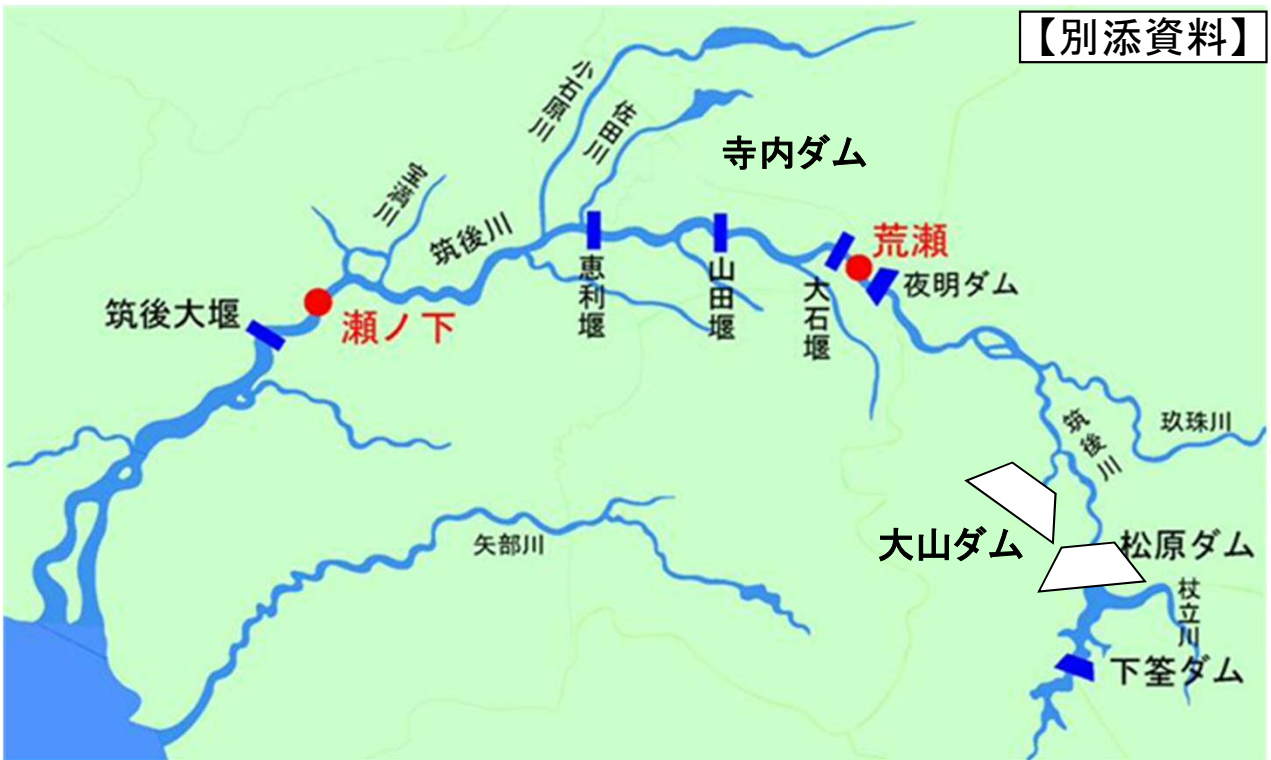 【別添資料】
小石原川
佐田川
寺内ダム
宝満川
筑後川
荒瀬
夜明ダム
恵利堰
山田堰
大石堰
筑後大堰
瀬ノ下
筑後川
玖珠川
大山ダム
松原ダム
矢部川
杖立川
下筌ダム